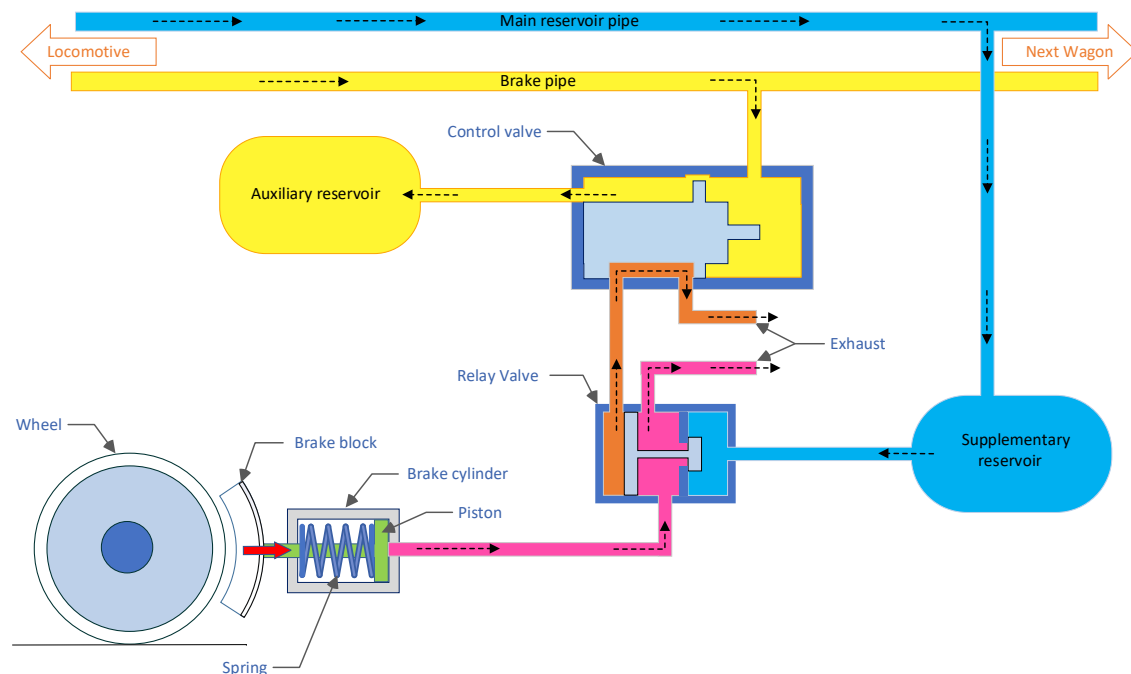 Main reservoir pipe
Locomotive
Next Wagon
Brake pipe
Control valve
Auxiliary reservoir
Exhaust
Relay Valve
Wheel
Brake block
Supplementary
reservoir
Brake cylinder
Piston
Spring